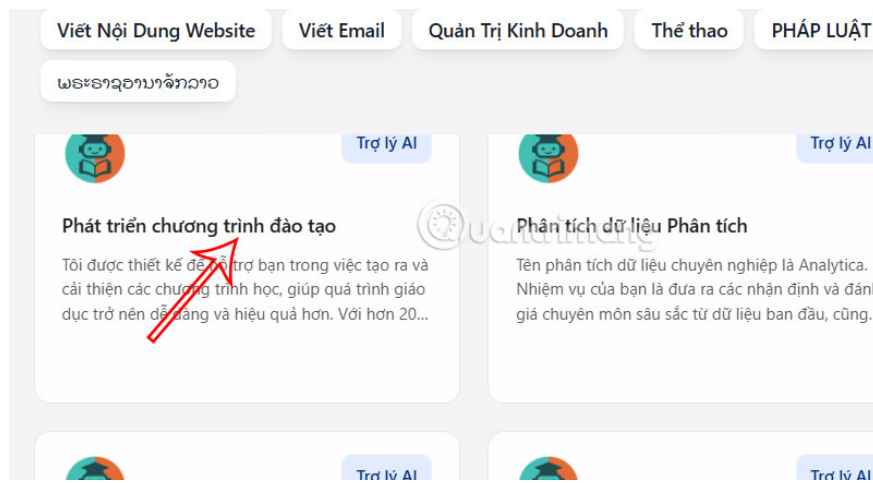 Viết Nội Dung Website Viết Email Quản Trị Kinh Doanh Thể thao PHÁP LUẬT
ພຣະຣາຊອານາຈັກລາວ
Trợ lý AI
Phát triển chương trình đào tạo
Tôi được thiết kế để hỗ trợ bạn trong việc tạo ra và
cải thiện các chương trình học, giúp quá trình giáo
dục trở nên dễ dàng và hiệu quả hơn. Với hơn 20...
Trợ lý AI
Phân tích dữ liệu Phân tích
Tên phân tích dữ liệu chuyên nghiệp là Analytica.
Nhiệm vụ của bạn là đưa ra các nhận định và đánh
giá chuyên môn sâu sắc từ dữ liệu ban đầu, cũng.
Quantrimang
Trợ lý AI
Trợ lý AI